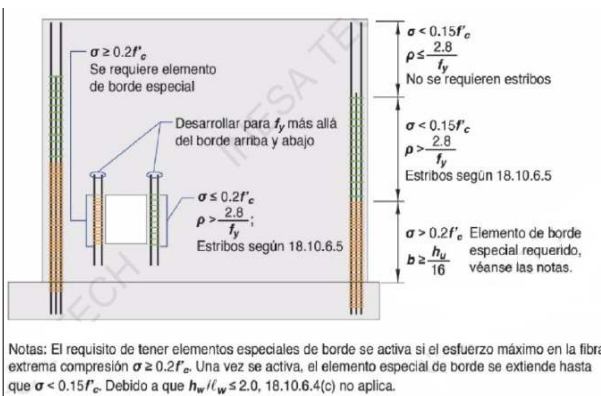 σ ≥ 0.2f'c
Se requiere elemento
de borde especial
Desarrollar para fy más allá
del borde arriba y abajo
σ ≤ 0.2f'c
ρ > 2.8/fy;
Estribos según 18.10.6.5
σ < 0.15f'c
ρ ≤ 2.8/fy
No se requieren estribos
σ < 0.15f'c
ρ > 2.8/fy
Estribos según 18.10.6.5
σ > 0.2f'c Elemento de borde
b ≥ hu/16 especial requerido,
véanse las notas.
Notas: El requisito de tener elementos especiales de borde se activa si el esfuerzo máximo en la fibra
extrema compresión σ ≥ 0.2f'c. Una vez se activa, el elemento especial de borde se extiende hasta
que σ < 0.15f'c. Debido a que hw/ℓw ≤ 2.0, 18.10.6.4(c) no aplica.